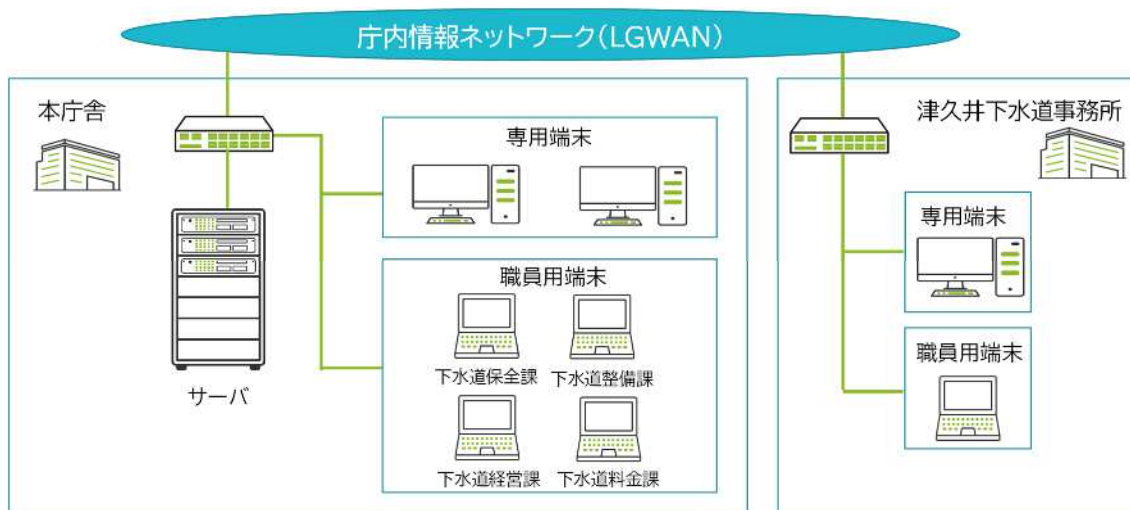 庁内情報ネットワーク(LGWAN)
本庁舎
専用端末
職員用端末
下水道保全課
下水道整備課
下水道経営課
下水道料金課
サーバ
津久井下水道事務所
専用端末
職員用端末